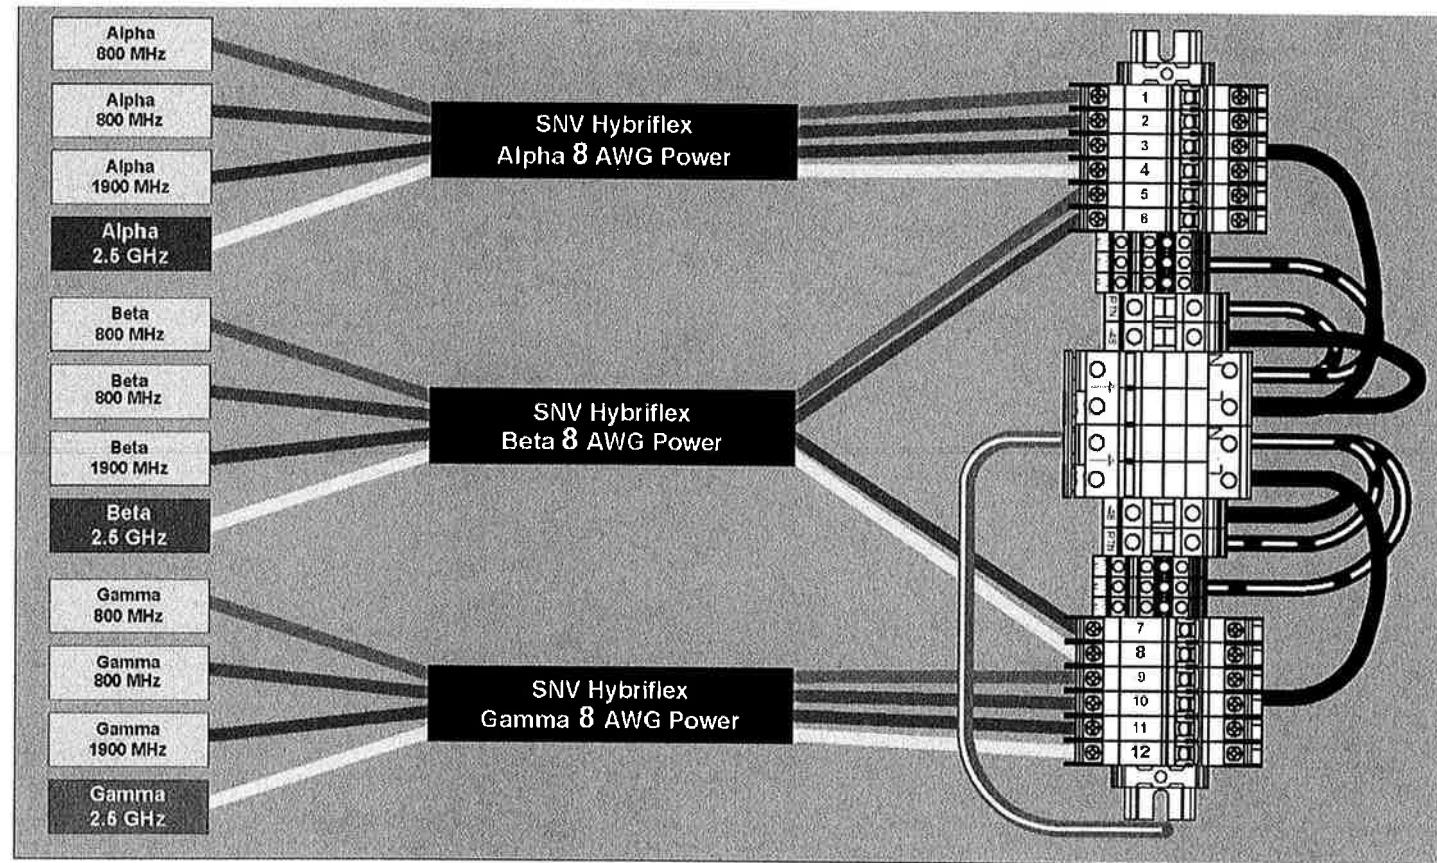 Alpha
800 MHz
Alpha
800 MHz
Alpha
1900 MHz
Alpha
2.5 GHz
Beta
800 MHz
Beta
800 MHz
Beta
1900 MHz
Beta
2.5 GHz
Gamma
800 MHz
Gamma
800 MHz
Gamma
1900 MHz
Gamma
2.5 GHz
SNV Hybriflex
Alpha 8 AWG Power
SNV Hybriflex
Beta 8 AWG Power
SNV Hybriflex
Gamma 8 AWG Power
1
2
3
4
5
6
N
L
N
L
7
8
9
10
11
12